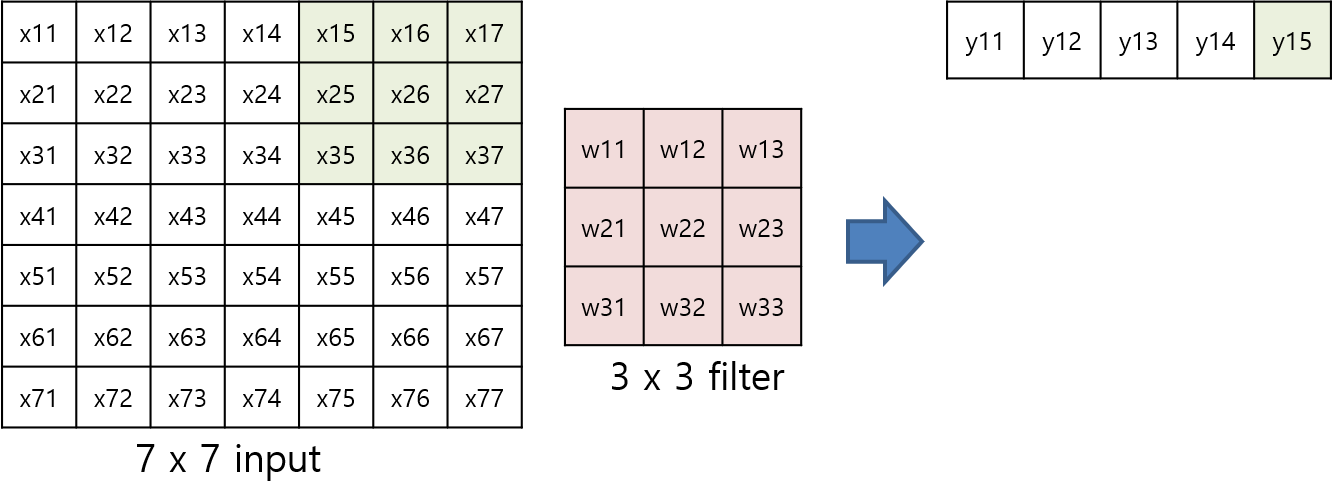 x11 x12 x13 x14 x15 x16 x17
x21 x22 x23 x24 x25 x26 x27
x31 x32 x33 x34 x35 x36 x37
x41 x42 x43 x44 x45 x46 x47
x51 x52 x53 x54 x55 x56 x57
x61 x62 x63 x64 x65 x66 x67
x71 x72 x73 x74 x75 x76 x77
7 x 7 input
w11 w12 w13
w21 w22 w23
w31 w32 w33
3 x 3 filter
y11 y12 y13 y14 y15